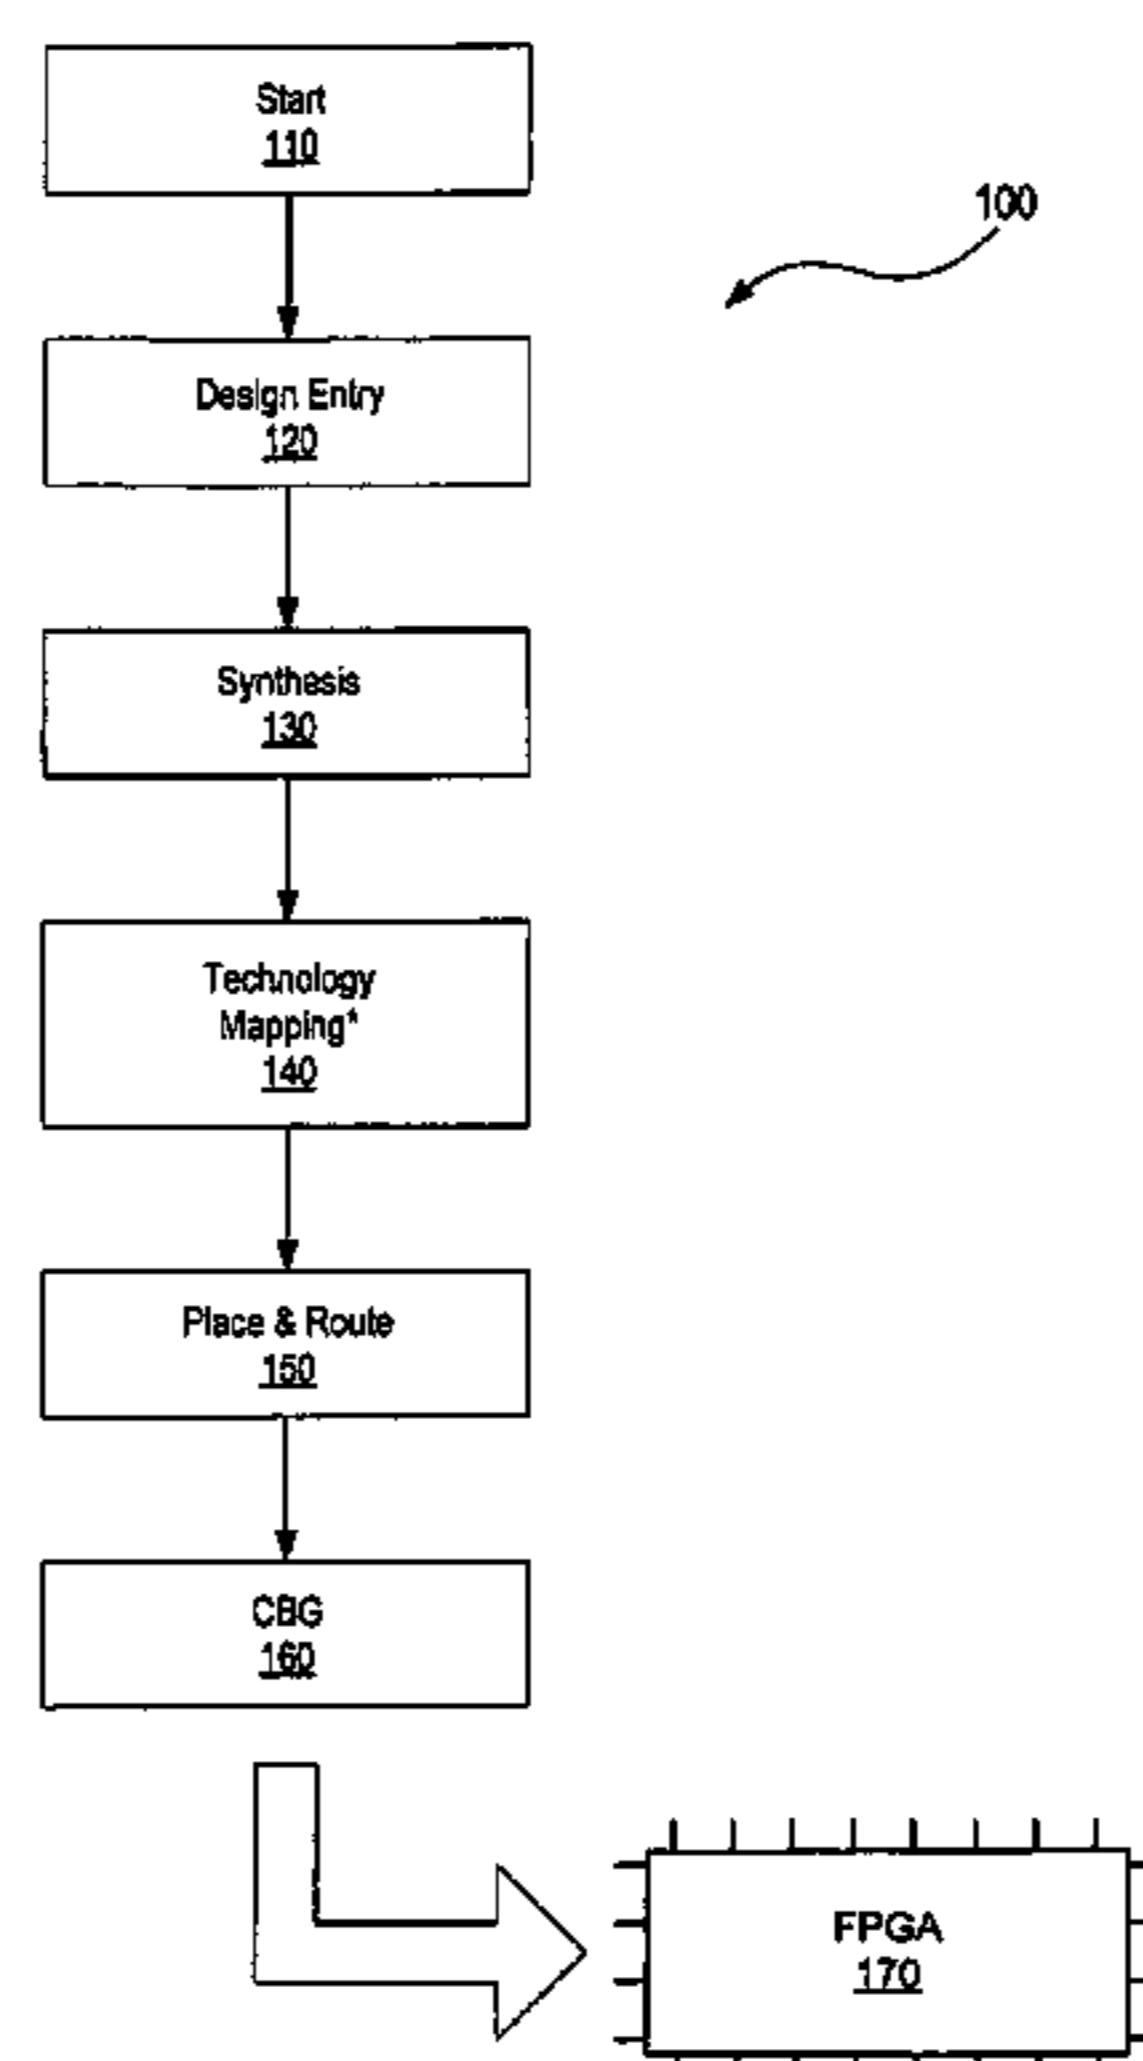 Start
110
100
Design Entry
120
Synthesis
130
Technology
Mapping*
140
Place & Route
150
CBG
160
FPGA
170